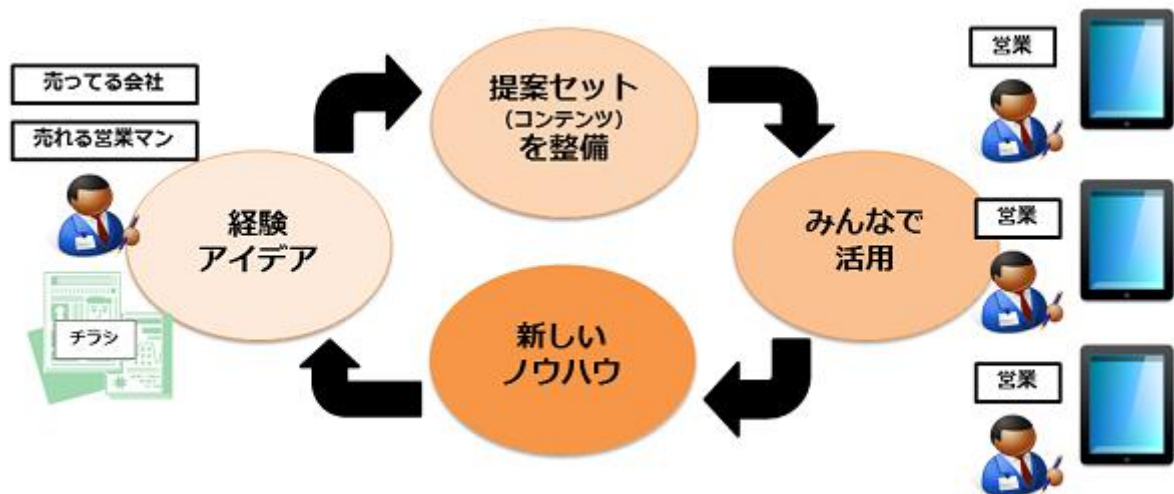 売ってる会社
売れる営業マン
チラシ
経験
アイデア
提案セット
(コンテンツ)
を整備
みんなで
活用
新しい
ノウハウ
営業
営業
営業